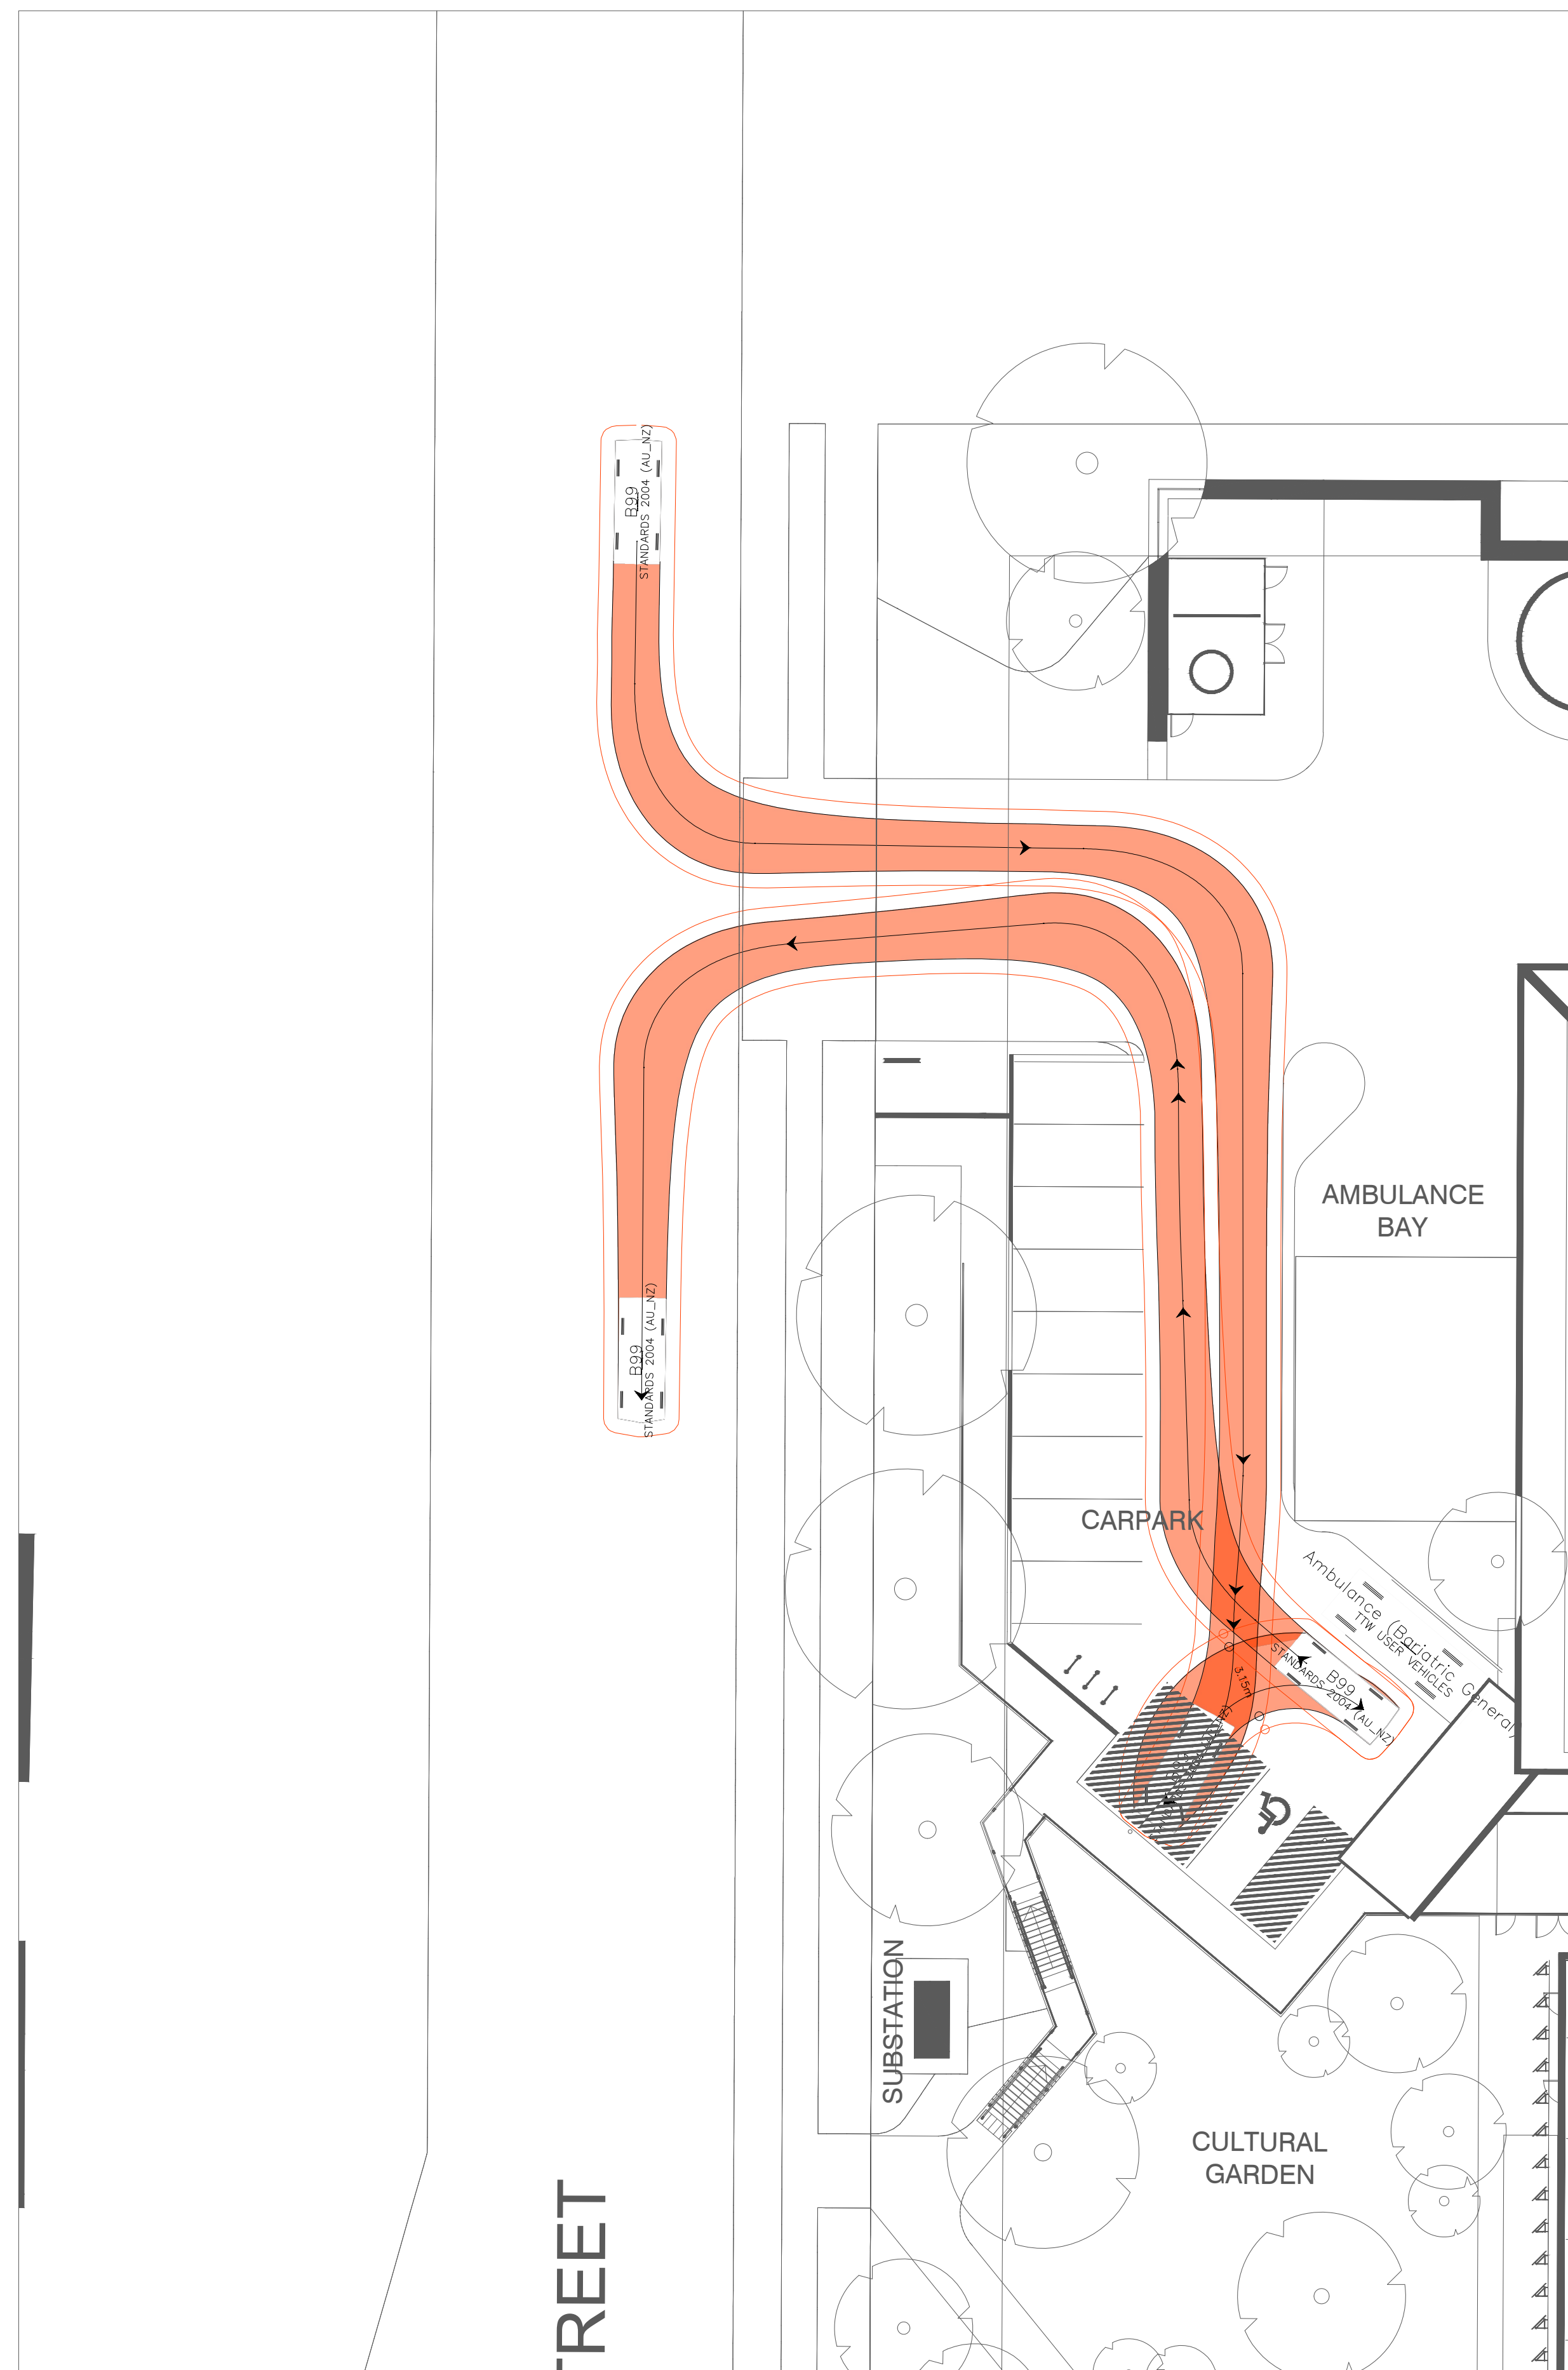 B99
STANDARDS 2004 (AU_NZ)
AMBULANCE
BAY
B99
STANDARDS 2004 (AU_NZ)
CARPARK
Ambulance (Bariatric General)
TTW USER VEHICLES
B99
STANDARDS 2004 (AU_NZ)
3.15m
SUBSTATION
CULTURAL
GARDEN
TREET